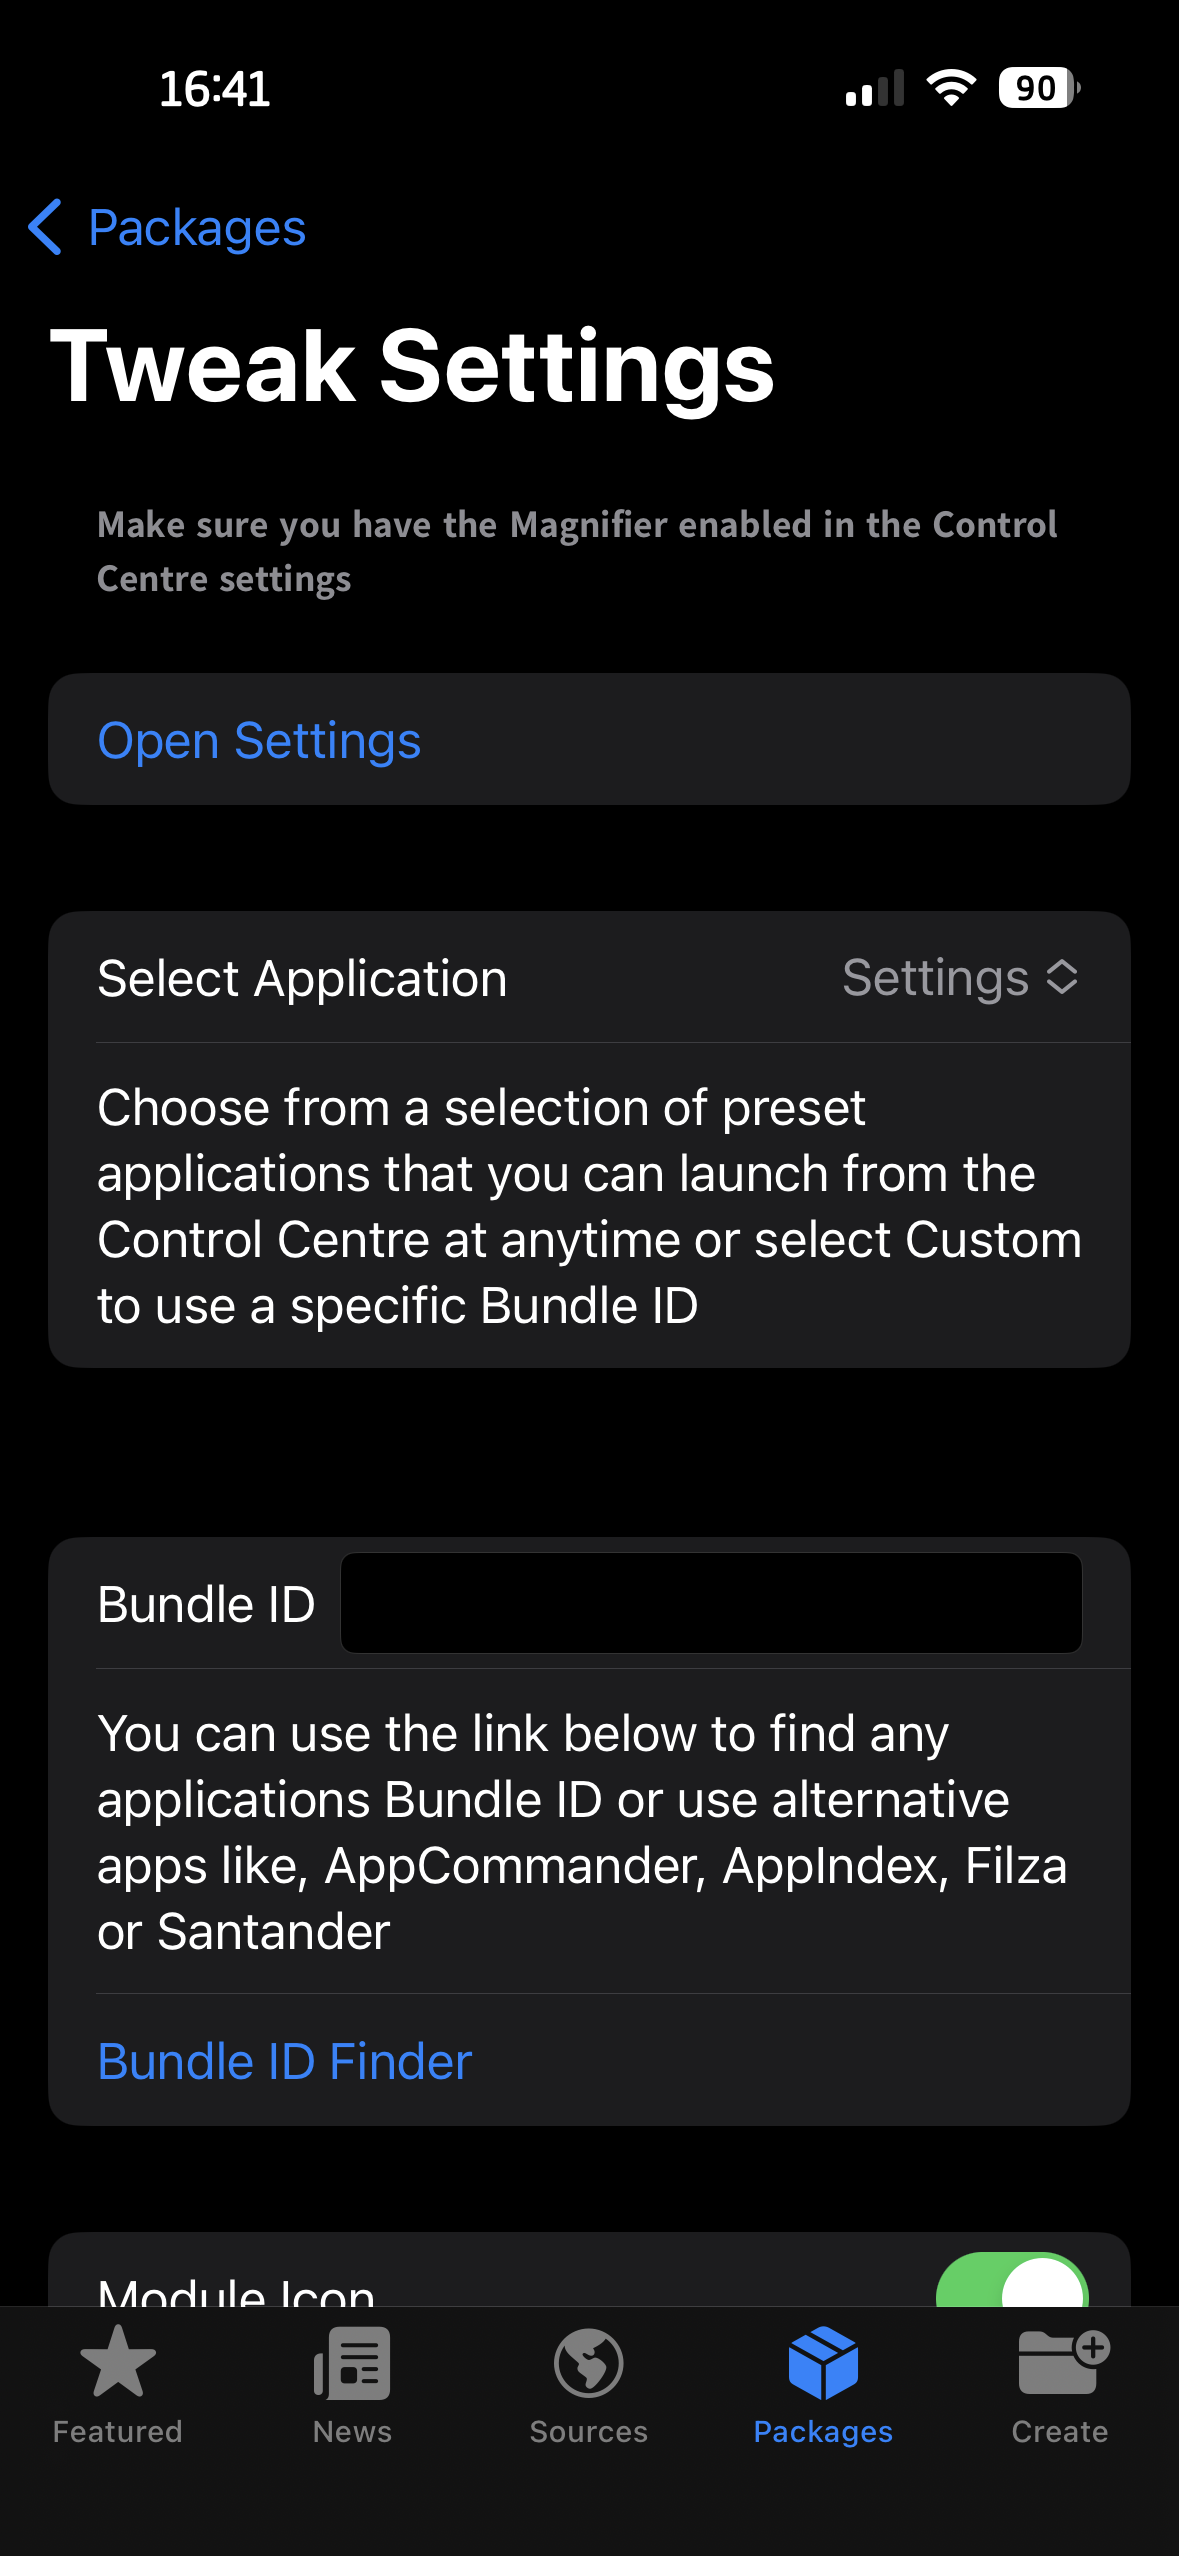 16:41
90
Packages
Tweak Settings
Make sure you have the Magnifier enabled in the Control
Centre settings
Open Settings
Select Application
Settings
Choose from a selection of preset
applications that you can launch from the
Control Centre at anytime or select Custom
to use a specific Bundle ID
Bundle ID
You can use the link below to find any
applications Bundle ID or use alternative
apps like, AppCommander, AppIndex, Filza
or Santander
Bundle ID Finder
Module Icon
Featured
News
Sources
Packages
Create